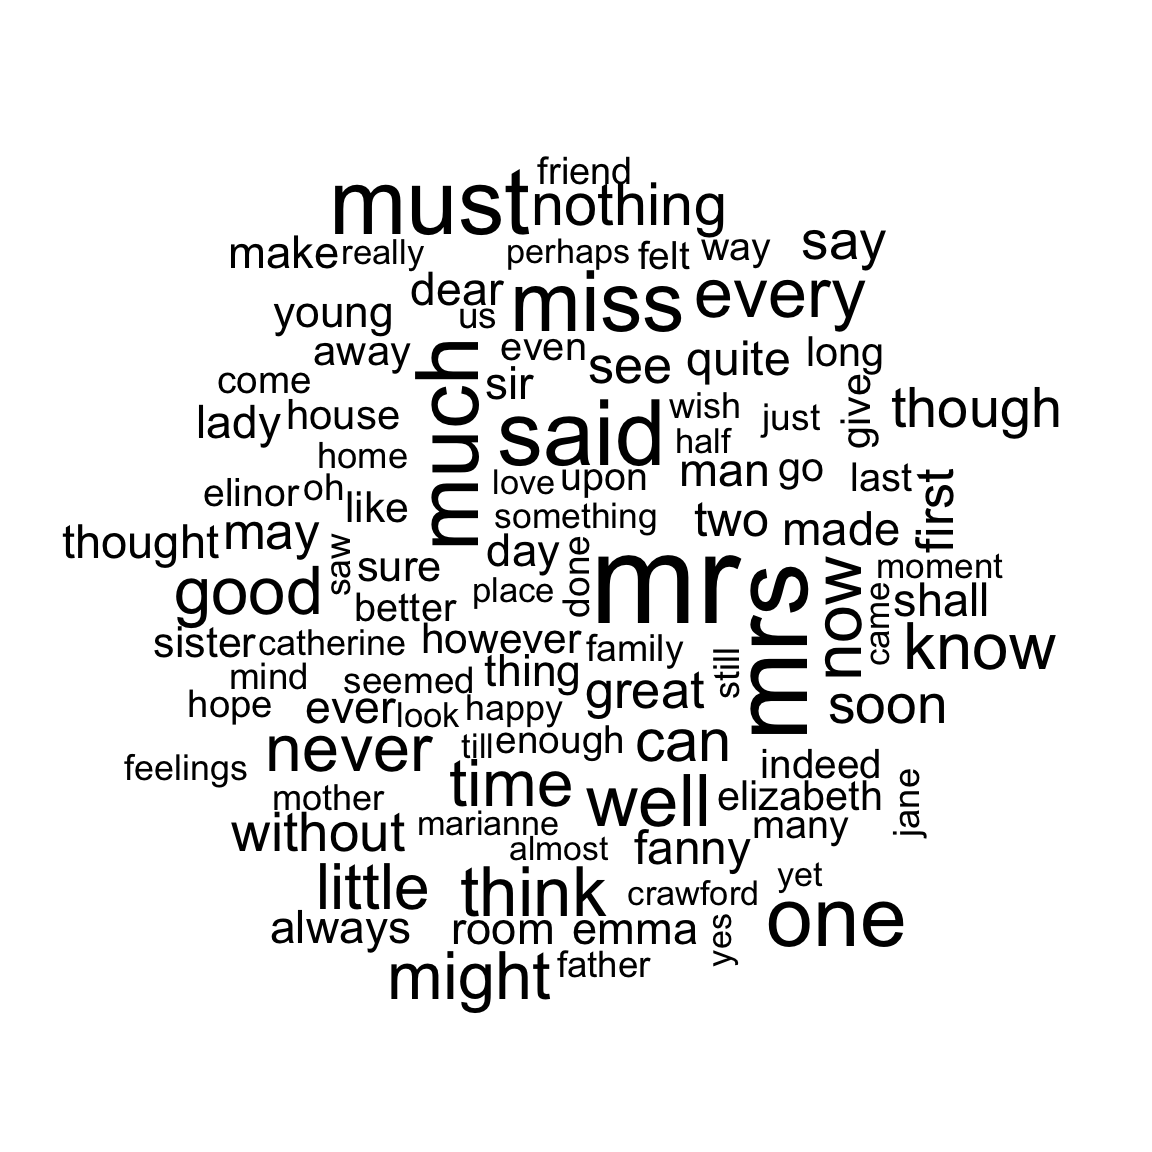 friend
must nothing
make really perhaps felt way say
dear miss every
young us
away much even see quite long
come sir give though
lady house said wish just
home half man go last first
elinor oh like love upon
something two made
thought may saw sure day done mr mrs now moment
good better place came shall
sister catherine however family still know
mind seemed thing great soon
hope ever look happy
never till enough can
feelings time well indeed
mother elizabeth jane
without marianne many
almost fanny
little think crawford yet one
always room emma yes
might father